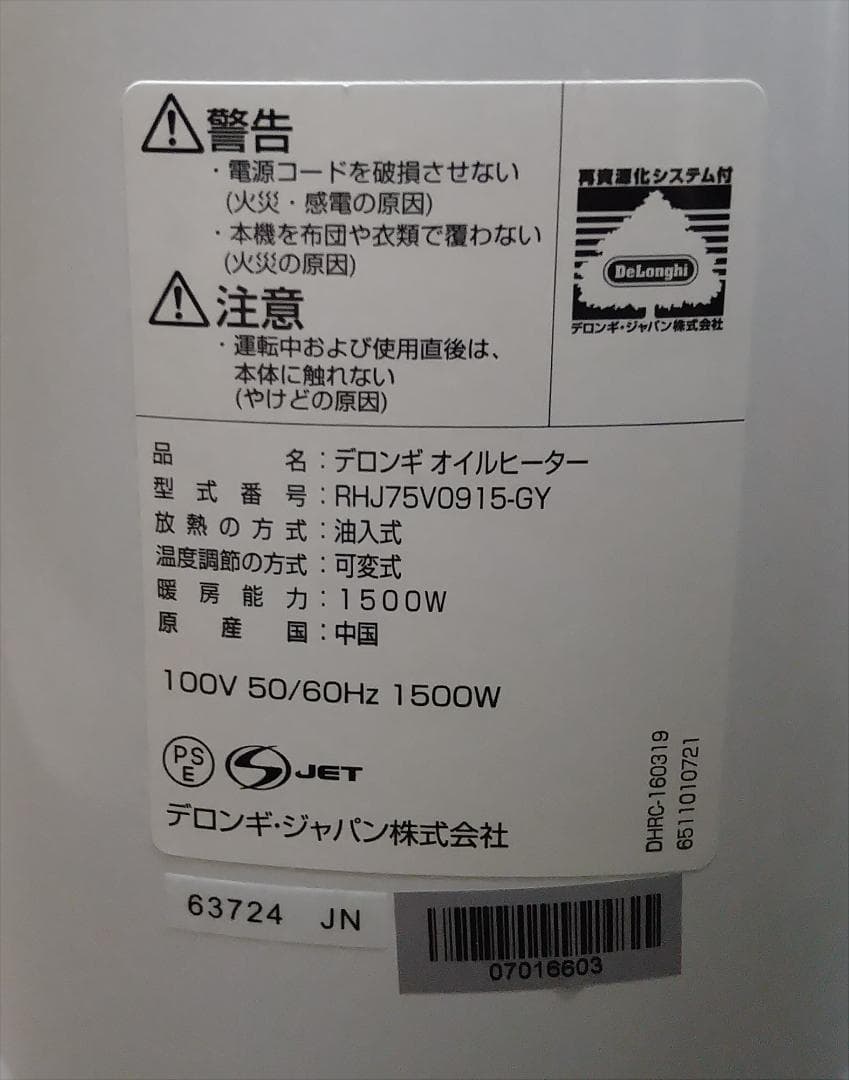 警告
・電源コードを破損させない
(火災・感電の原因)
・本機を布団や衣類で覆わない
(火災の原因)
注意
・運転中および使用直後は、
本体に触れない
(やけどの原因)
再資源化システム付
DeLonghi
デロンギ・ジャパン株式会社
品名：デロンギ オイルヒーター
型式番号：RHJ75V0915-GY
放熱の方式：油入式
温度調節の方式：可変式
暖房能力：1500W
原産国：中国
100V 50/60Hz 1500W
PSE
JET
デロンギ・ジャパン株式会社
DHRC-160319
6511010721
63724 JN
07016603